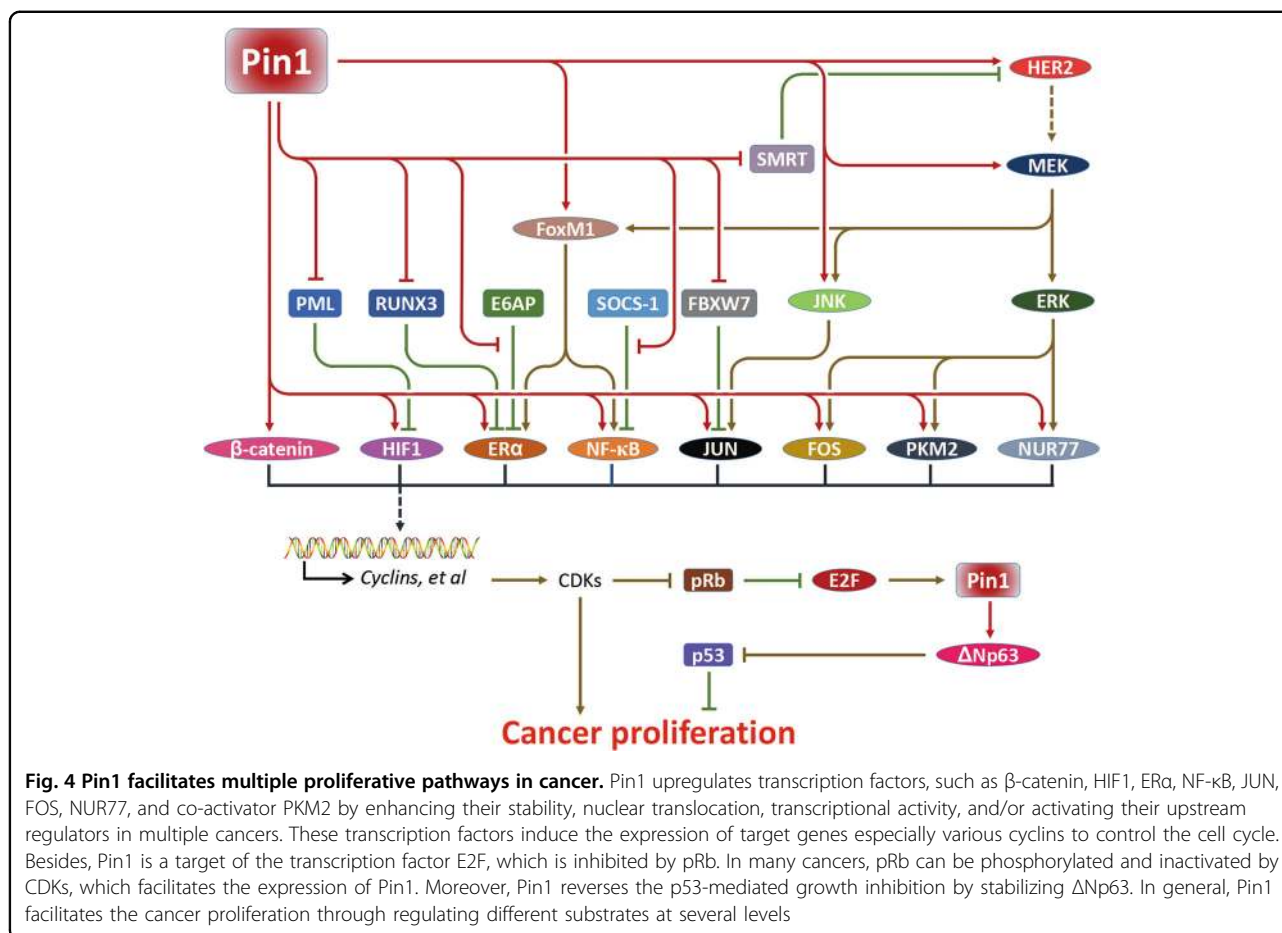 Pin1
HER2
SMRT
MEK
FoxM1
PML
RUNX3
E6AP
SOCS-1
FBXW7
JNK
ERK
β-catenin
HIF1
ERα
NF-κB
JUN
FOS
PKM2
NUR77
Cyclins, et al
CDKs
pRb
E2F
Pin1
p53
ΔNp63
Cancer proliferation
Fig. 4 Pin1 facilitates multiple proliferative pathways in cancer. Pin1 upregulates transcription factors, such as β-catenin, HIF1, ERα, NF-κB, JUN,
FOS, NUR77, and co-activator PKM2 by enhancing their stability, nuclear translocation, transcriptional activity, and/or activating their upstream
regulators in multiple cancers. These transcription factors induce the expression of target genes especially various cyclins to control the cell cycle.
Besides, Pin1 is a target of the transcription factor E2F, which is inhibited by pRb. In many cancers, pRb can be phosphorylated and inactivated by
CDKs, which facilitates the expression of Pin1. Moreover, Pin1 reverses the p53-mediated growth inhibition by stabilizing ΔNp63. In general, Pin1
facilitates the cancer proliferation through regulating different substrates at several levels